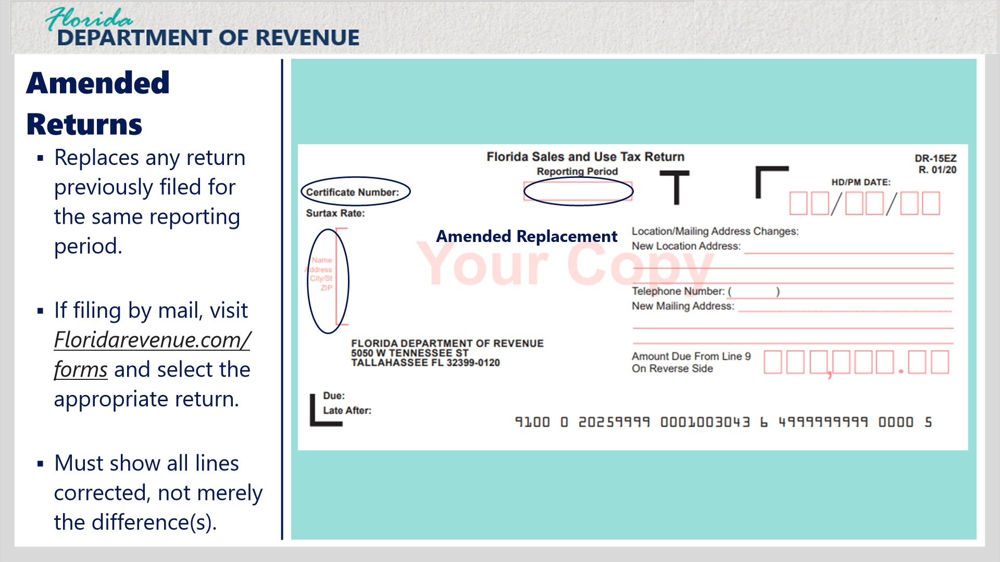 Florida
DEPARTMENT OF REVENUE
Amended
Returns
▪ Replaces any return
previously filed for
the same reporting
period.
▪ If filing by mail, visit
Floridarevenue.com/
forms and select the
appropriate return.
▪ Must show all lines
corrected, not merely
the difference(s).
Florida Sales and Use Tax Return
Reporting Period
DR-15EZ
R. 01/20
HD/PM DATE:
Certificate Number:
Surtax Rate:
Amended Replacement
Your Copy
Name
Address
City/St
ZIP
Location/Mailing Address Changes:
New Location Address:
Telephone Number: ( )
New Mailing Address:
FLORIDA DEPARTMENT OF REVENUE
5050 W TENNESSEE ST
TALLAHASSEE FL 32399-0120
Amount Due From Line 9
On Reverse Side
Due:
Late After:
9100 0 20259999 0001003043 6 4999999999 0000 5